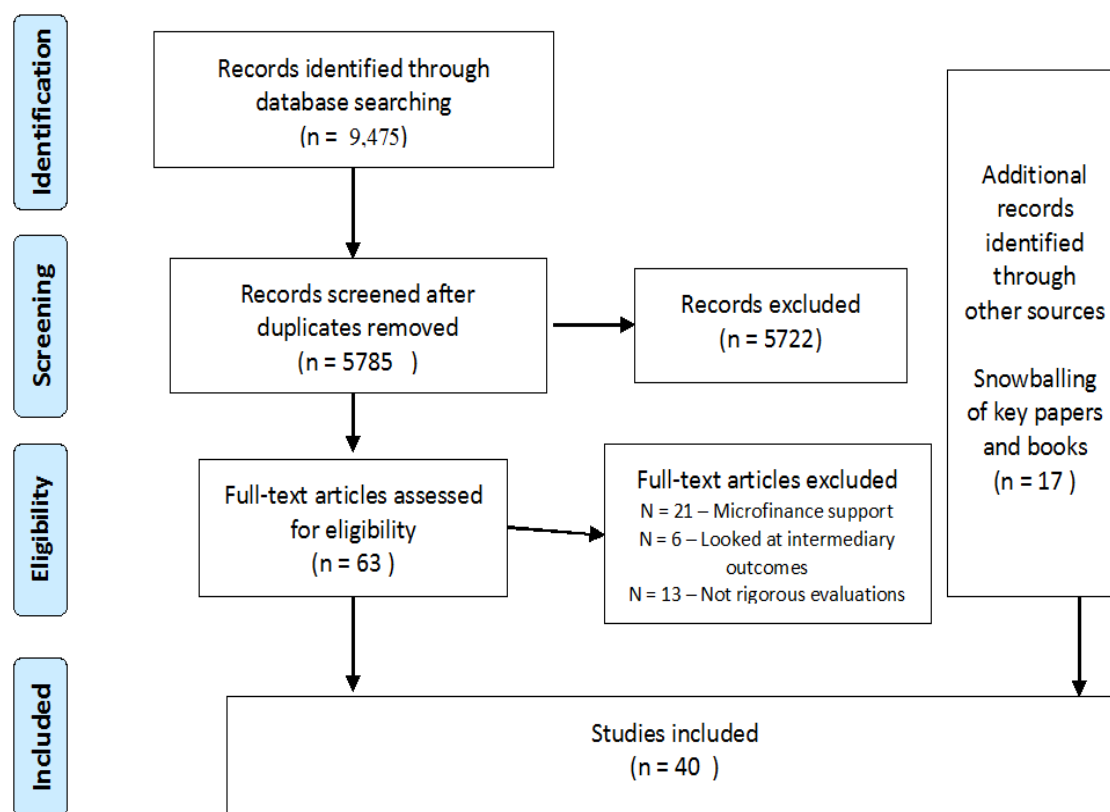 Identification
Records identified through
database searching
(n = 9,475)
Additional
records
identified
through
other sources
Snowballing
of key papers
and books
(n = 17 )
Screening
Records screened after
duplicates removed
(n = 5785 )
Records excluded
(n = 5722)
Eligibility
Full-text articles assessed
for eligibility
(n = 63 )
Full-text articles excluded
N = 21 – Microfinance support
N = 6 – Looked at intermediary
outcomes
N = 13 – Not rigorous evaluations
Included
Studies included
(n = 40 )